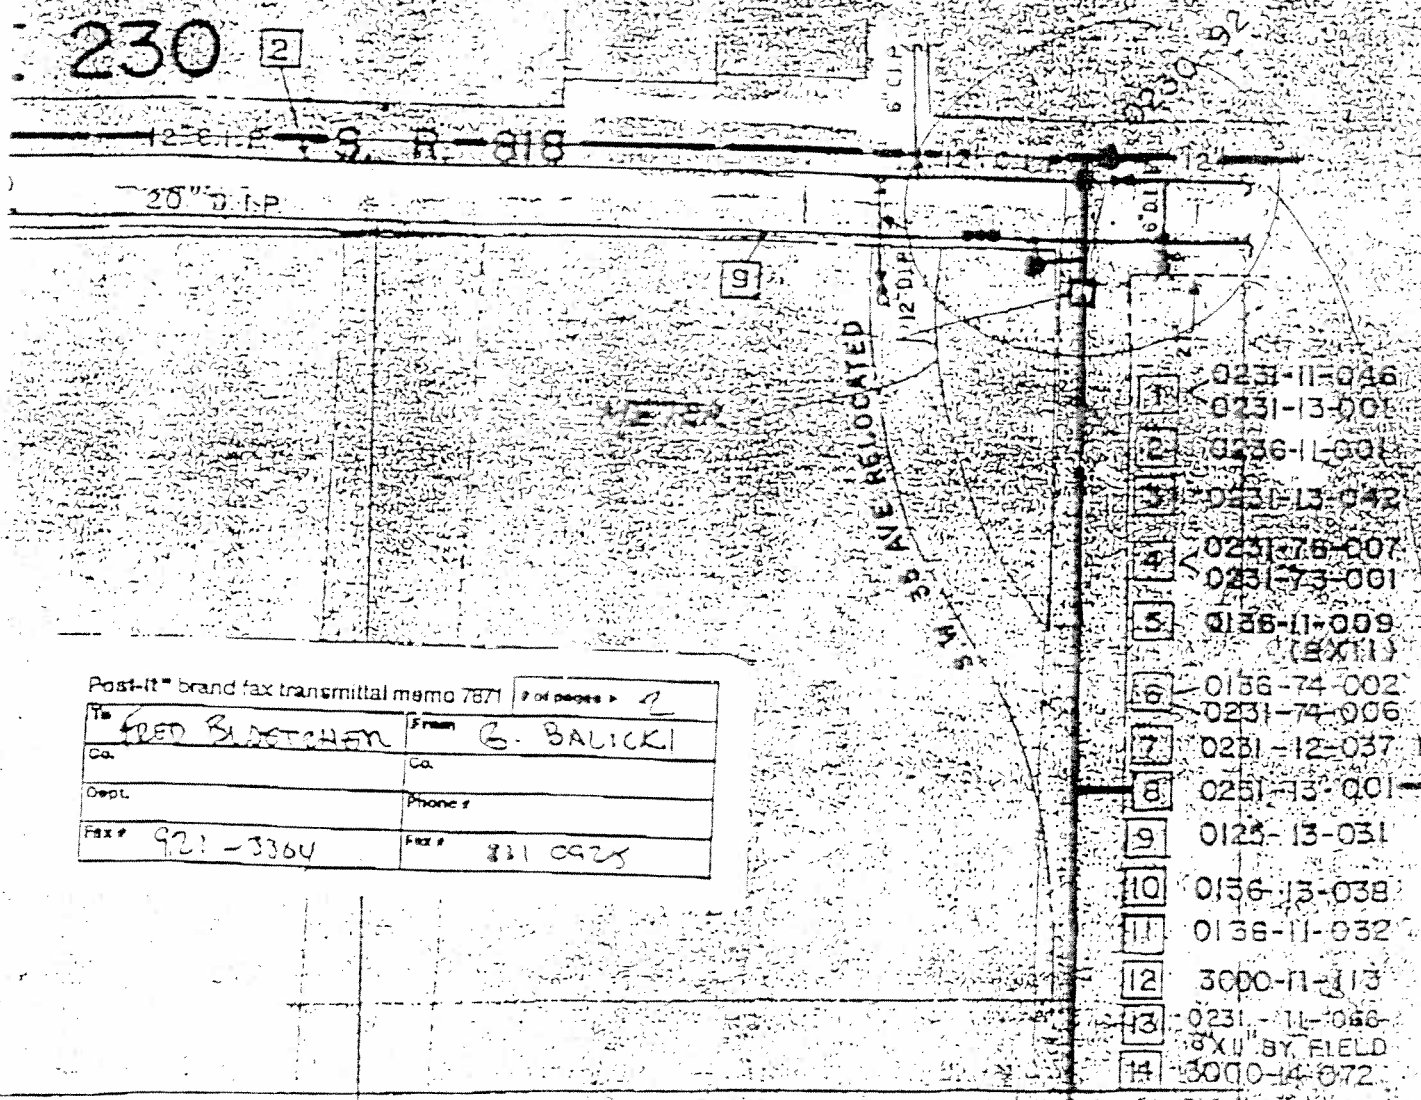 230
2
6" C.I.P.
12" C.I.P. S. R. 818
12" C.I.P.
12"
20" D.I.P.
6" D.I.P.
9
12" D.I.P.
S.W. 3D AVE RELOCATED
1 0231-11-046
0231-13-001
2 0236-11-001
3 0231-13-042
4 0231-76-007
0231-73-001
5 0136-11-009
(8X11)
6 0136-74-002
0231-74-006
7 0231-12-037
8 0231-13-001
9 0125-13-031
10 0136-13-038
11 0136-11-032
12 3000-11-113
13 0231-11-066
8"X11" BY FIELD
14 3000-14-072
Post-It™ brand fax transmittal memo 7671 # of pages ▸ 2
To FRED BLOETCHER From G. BALICKI
Co. Co.
Dept. Phone #
Fax # 921-3364 Fax # 831 0925